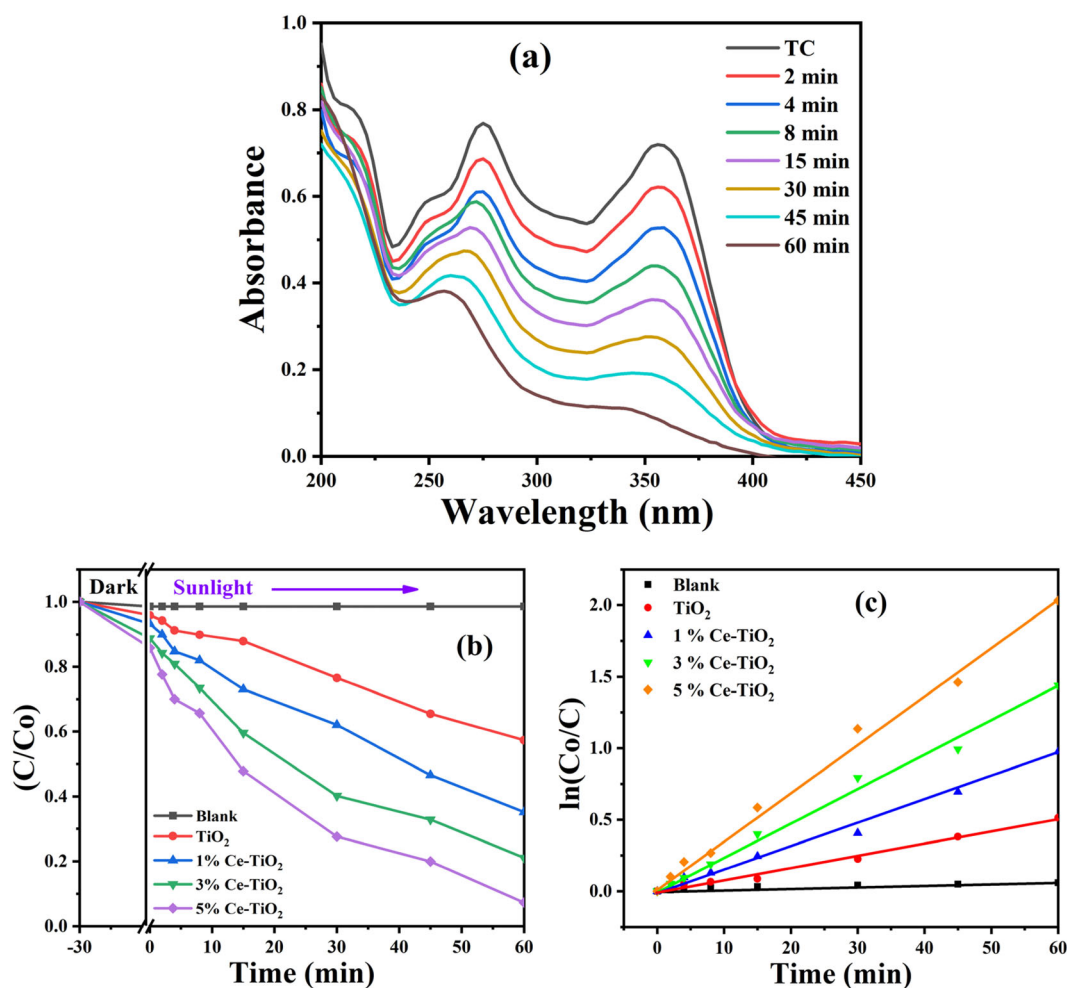 (a)
TC
2 min
4 min
8 min
15 min
30 min
45 min
60 min
Absorbance
1.0
0.8
0.6
0.4
0.2
0.0
200 250 300 350 400 450
Wavelength (nm)
Dark Sunlight
(b)
Blank
TiO₂
1% Ce-TiO₂
3% Ce-TiO₂
5% Ce-TiO₂
(C/Co)
1.0
0.8
0.6
0.4
0.2
0.0
-30 0 10 20 30 40 50 60
Time (min)
Blank
TiO₂
1 % Ce-TiO₂
3 % Ce-TiO₂
5 % Ce-TiO₂
(c)
ln(Co/C)
2.0
1.5
1.0
0.5
0.0
0 10 20 30 40 50 60
Time (min)